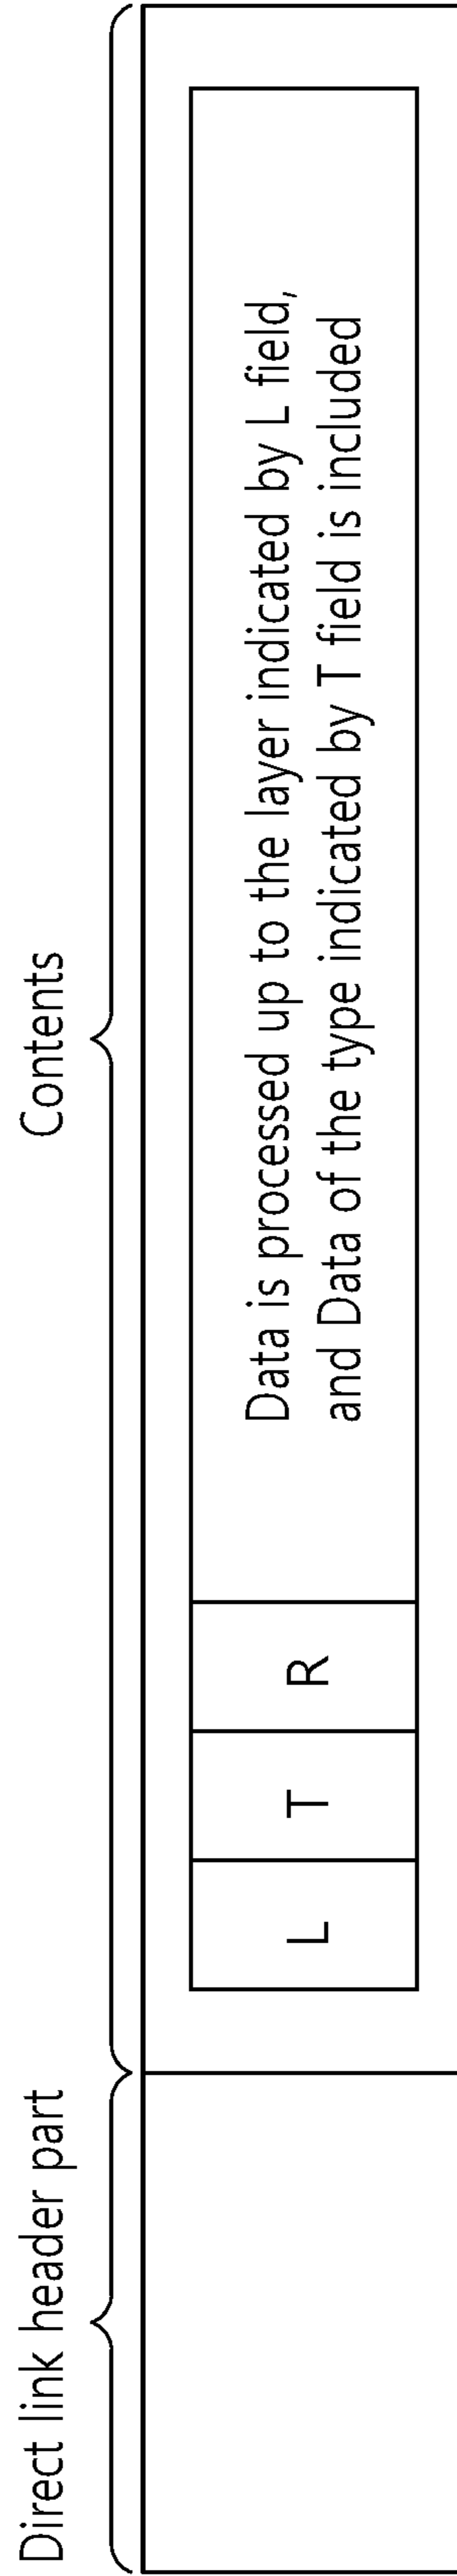 Direct link header part
Contents
L
T
R
Data is processed up to the layer indicated by L field,
and Data of the type indicated by T field is included